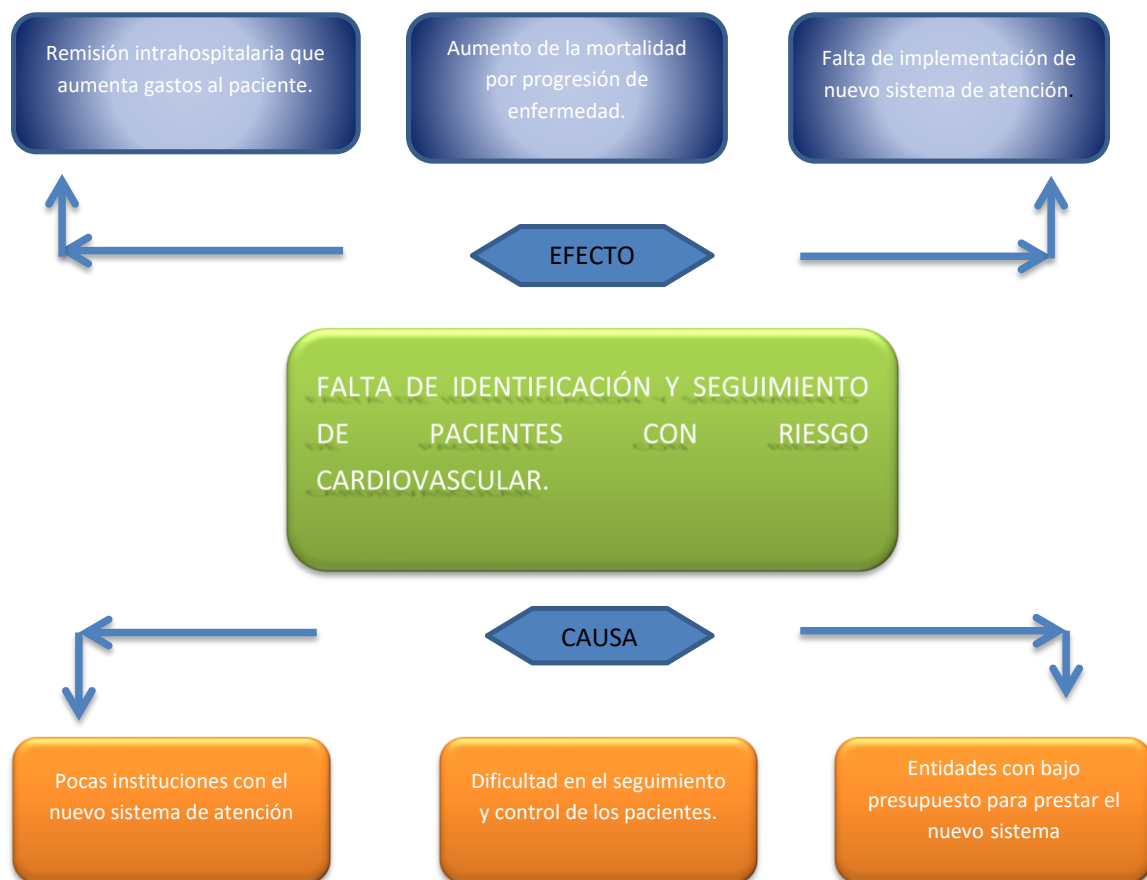 Remisión intrahospitalaria que
aumenta gastos al paciente.
Aumento de la mortalidad
por progresión de
enfermedad.
Falta de implementación de
nuevo sistema de atención.
EFECTO
FALTA DE IDENTIFICACIÓN Y SEGUIMIENTO
DE PACIENTES CON RIESGO
CARDIOVASCULAR.
CAUSA
Pocas instituciones con el
nuevo sistema de atención
Dificultad en el seguimiento
y control de los pacientes.
Entidades con bajo
presupuesto para prestar el
nuevo sistema